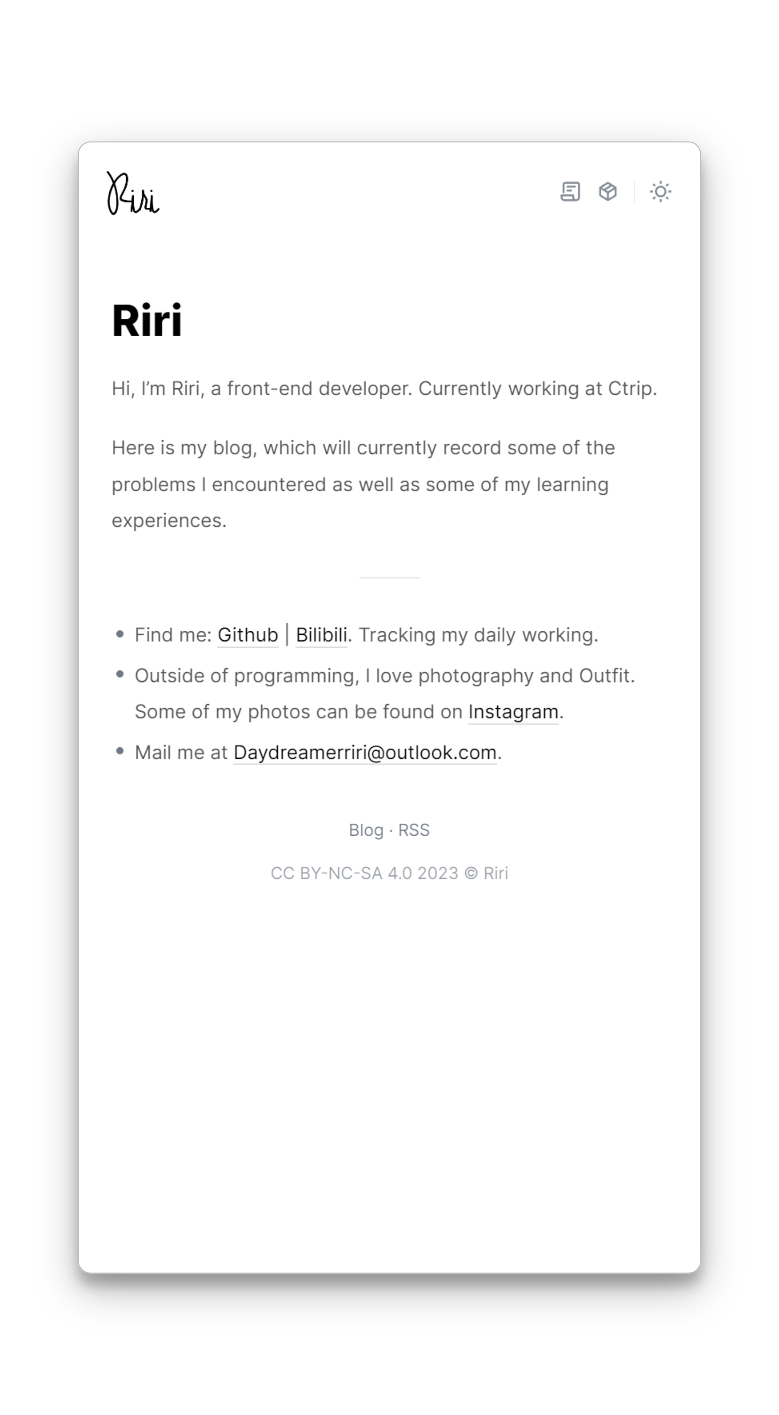 Riri
Riri
Hi, I’m Riri, a front-end developer. Currently working at Ctrip.
Here is my blog, which will currently record some of the
problems I encountered as well as some of my learning
experiences.
Find me: Github | Bilibili. Tracking my daily working.
Outside of programming, I love photography and Outfit.
Some of my photos can be found on Instagram.
Mail me at Daydreamerriri@outlook.com.
Blog · RSS
CC BY-NC-SA 4.0 2023 © Riri